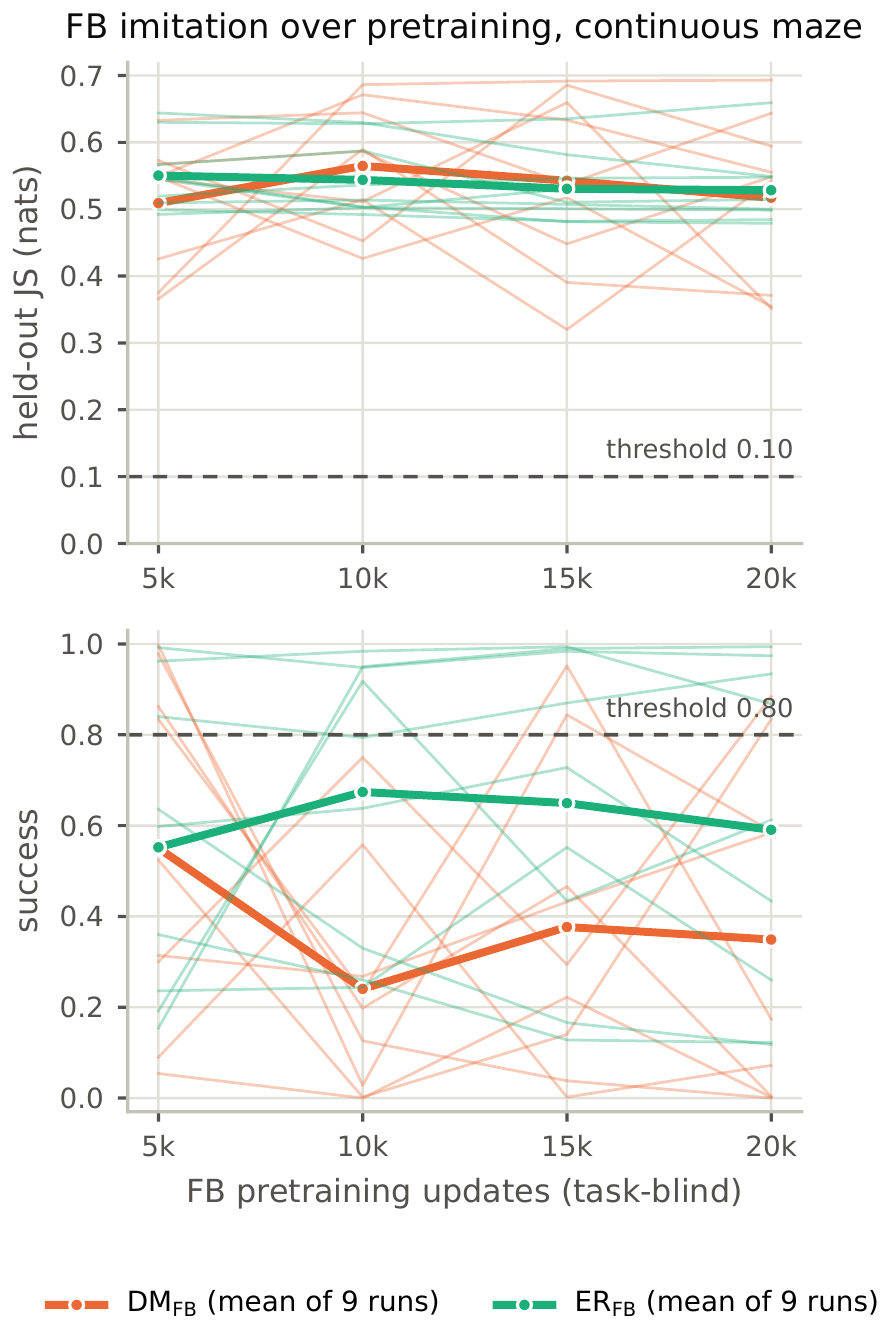 FB imitation over pretraining, continuous maze
held-out JS (nats)
0.7
0.6
0.5
0.4
0.3
0.2
0.1
0.0
threshold 0.10
5k 10k 15k 20k
success
1.0
0.8
0.6
0.4
0.2
0.0
threshold 0.80
5k 10k 15k 20k
FB pretraining updates (task-blind)
DM_FB (mean of 9 runs) ER_FB (mean of 9 runs)